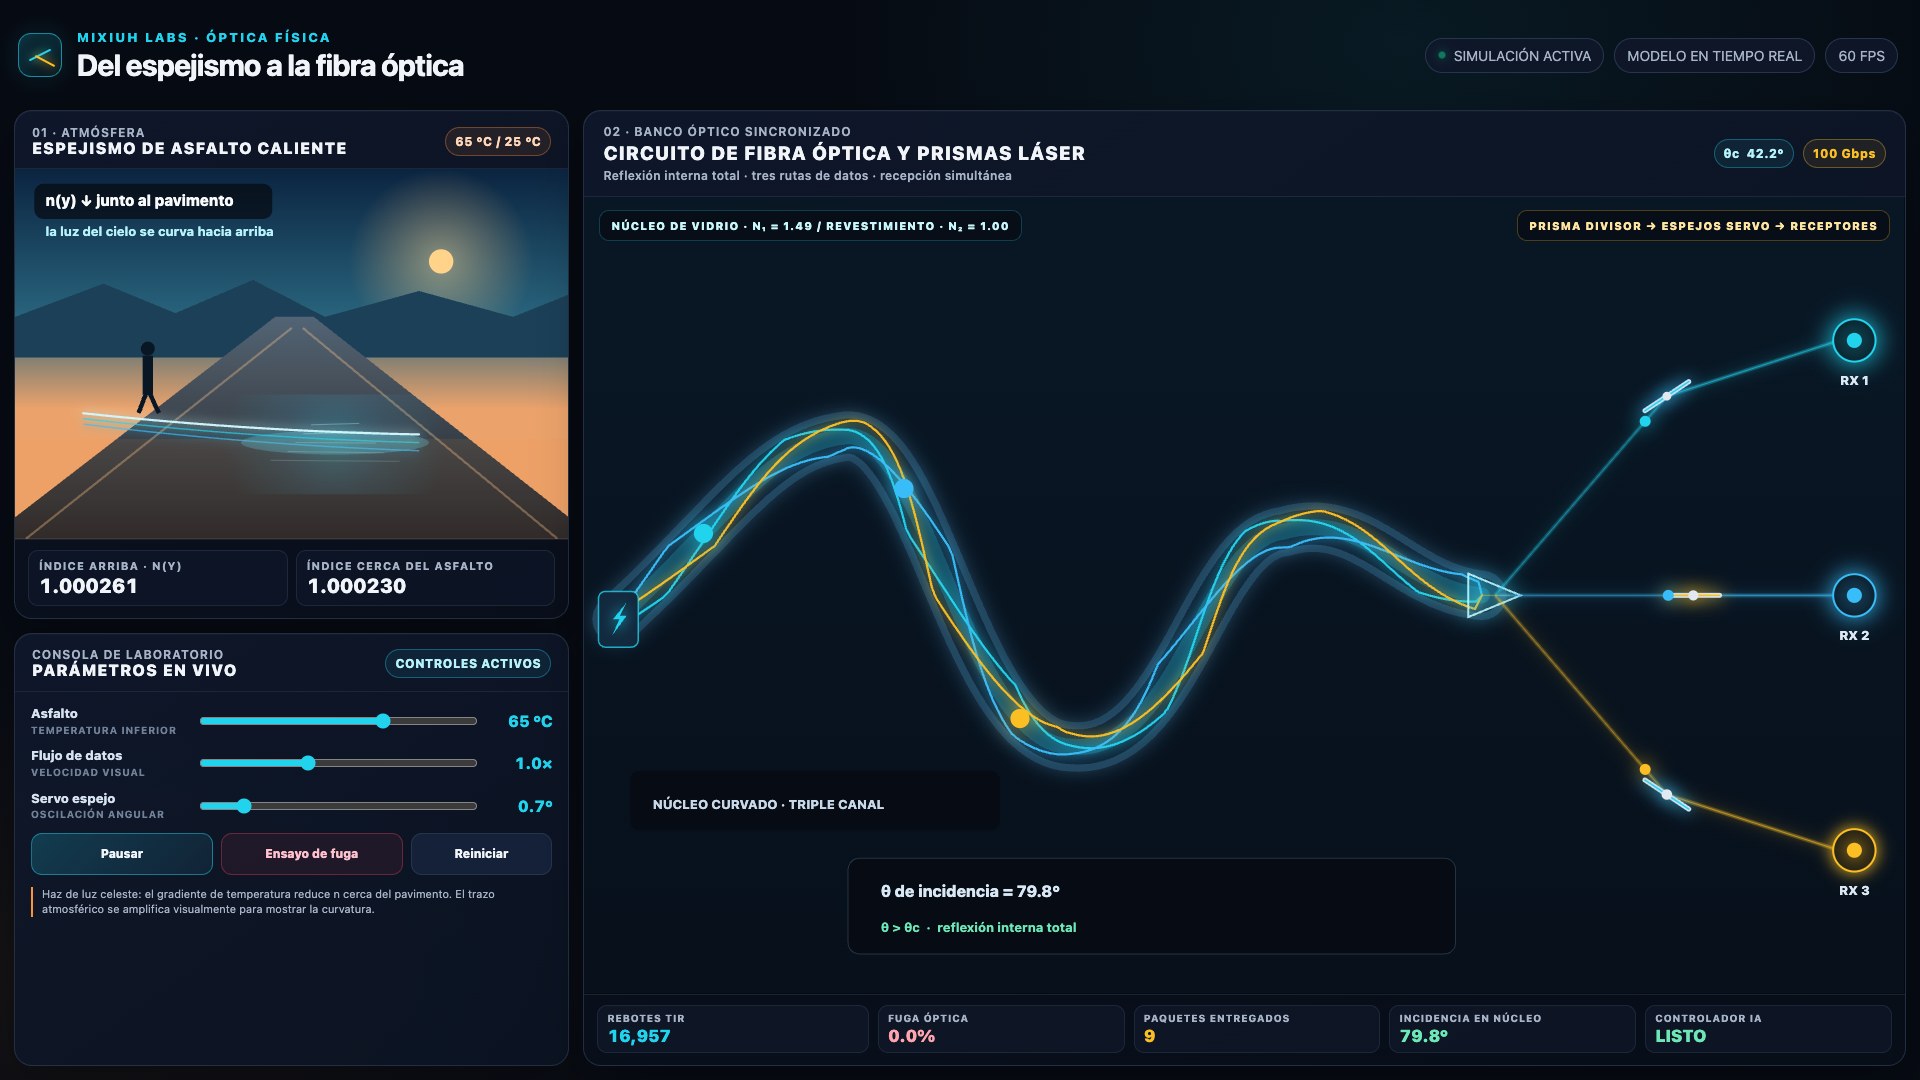 MIXIUH LABS · ÓPTICA FÍSICA
Del espejismo a la fibra óptica
SIMULACIÓN ACTIVA
MODELO EN TIEMPO REAL
60 FPS
01 · ATMÓSFERA
ESPEJISMO DE ASFALTO CALIENTE
65 °C / 25 °C
n(y) ↓ junto al pavimento
la luz del cielo se curva hacia arriba
ÍNDICE ARRIBA · N(Y)
1.000261
ÍNDICE CERCA DEL ASFALTO
1.000230
CONSOLA DE LABORATORIO
PARÁMETROS EN VIVO
CONTROLES ACTIVOS
Asfalto
TEMPERATURA INFERIOR
65 °C
Flujo de datos
VELOCIDAD VISUAL
1.0×
Servo espejo
OSCILACIÓN ANGULAR
0.7°
Pausar
Ensayo de fuga
Reiniciar
Haz de luz celeste: el gradiente de temperatura reduce n cerca del pavimento. El trazo
atmosférico se amplifica visualmente para mostrar la curvatura.
02 · BANCO ÓPTICO SINCRONIZADO
CIRCUITO DE FIBRA ÓPTICA Y PRISMAS LÁSER
Reflexión interna total · tres rutas de datos · recepción simultánea
θc 42.2°
100 Gbps
NÚCLEO DE VIDRIO · N₁ = 1.49 / REVESTIMIENTO · N₂ = 1.00
PRISMA DIVISOR → ESPEJOS SERVO → RECEPTORES
RX 1
RX 2
RX 3
NÚCLEO CURVADO · TRIPLE CANAL
θ de incidencia = 79.8°
θ > θc · reflexión interna total
REBOTES TIR
16,957
FUGA ÓPTICA
0.0%
PAQUETES ENTREGADOS
9
INCIDENCIA EN NÚCLEO
79.8°
CONTROLADOR IA
LISTO